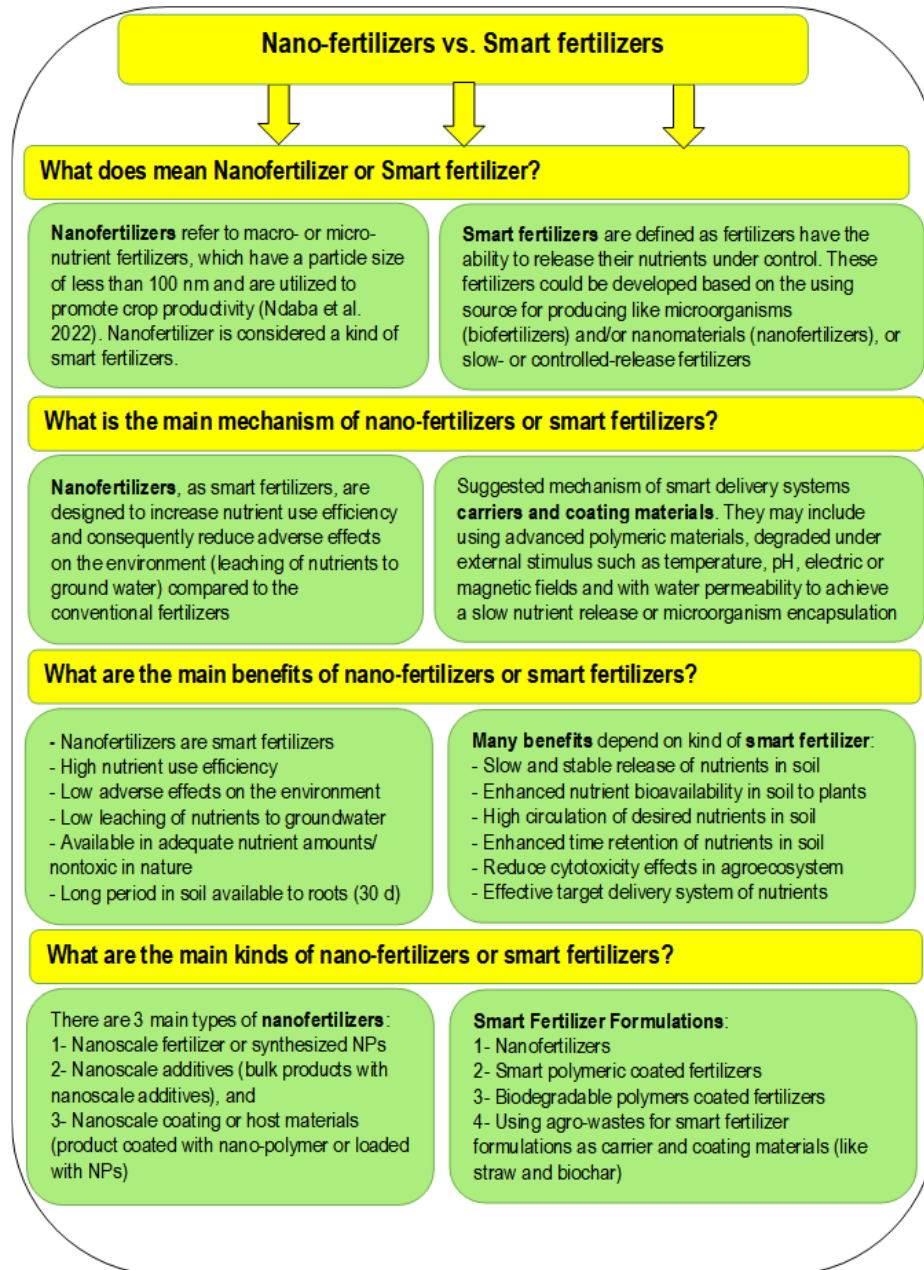 Nano-fertilizers vs. Smart fertilizers
What does mean Nanofertilizer or Smart fertilizer?
Nanofertilizers refer to macro- or micro-
nutrient fertilizers, which have a particle size
of less than 100 nm and are utilized to
promote crop productivity (Ndaba et al.
2022). Nanofertilizer is considered a kind of
smart fertilizers.
Smart fertilizers are defined as fertilizers have the
ability to release their nutrients under control. These
fertilizers could be developed based on the using
source for producing like microorganisms
(biofertilizers) and/or nanomaterials (nanofertilizers), or
slow- or controlled-release fertilizers
What is the main mechanism of nano-fertilizers or smart fertilizers?
Nanofertilizers, as smart fertilizers, are
designed to increase nutrient use efficiency
and consequently reduce adverse effects
on the environment (leaching of nutrients to
ground water) compared to the
conventional fertilizers
Suggested mechanism of smart delivery systems
carriers and coating materials. They may include
using advanced polymeric materials, degraded under
external stimulus such as temperature, pH, electric or
magnetic fields and with water permeability to achieve
a slow nutrient release or microorganism encapsulation
What are the main benefits of nano-fertilizers or smart fertilizers?
- Nanofertilizers are smart fertilizers
- High nutrient use efficiency
- Low adverse effects on the environment
- Low leaching of nutrients to groundwater
- Available in adequate nutrient amounts/
nontoxic in nature
- Long period in soil available to roots (30 d)
Many benefits depend on kind of smart fertilizer:
- Slow and stable release of nutrients in soil
- Enhanced nutrient bioavailability in soil to plants
- High circulation of desired nutrients in soil
- Enhanced time retention of nutrients in soil
- Reduce cytotoxicity effects in agroecosystem
- Effective target delivery system of nutrients
What are the main kinds of nano-fertilizers or smart fertilizers?
There are 3 main types of nanofertilizers:
1- Nanoscale fertilizer or synthesized NPs
2- Nanoscale additives (bulk products with
nanoscale additives), and
3- Nanoscale coating or host materials
(product coated with nano-polymer or loaded
with NPs)
Smart Fertilizer Formulations:
1- Nanofertilizers
2- Smart polymeric coated fertilizers
3- Biodegradable polymers coated fertilizers
4- Using agro-wastes for smart fertilizer
formulations as carrier and coating materials (like
straw and biochar)